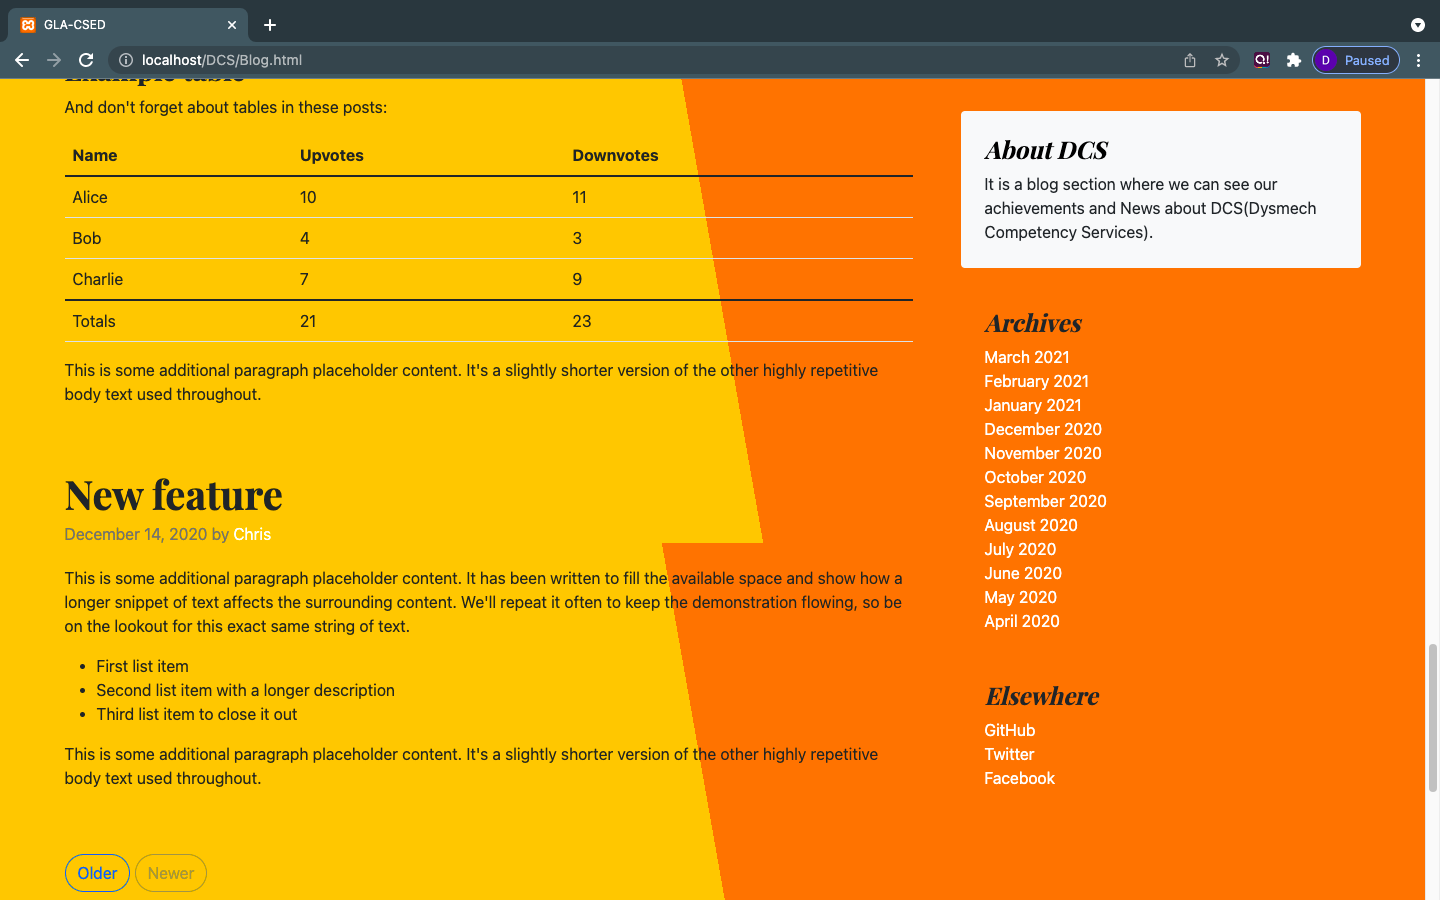 GLA-CSED
localhost/DCS/Blog.html
D Paused
Example table
And don't forget about tables in these posts:
Name Upvotes Downvotes
Alice 10 11
Bob 4 3
Charlie 7 9
Totals 21 23
This is some additional paragraph placeholder content. It's a slightly shorter version of the other highly repetitive
body text used throughout.
New feature
December 14, 2020 by Chris
This is some additional paragraph placeholder content. It has been written to fill the available space and show how a
longer snippet of text affects the surrounding content. We'll repeat it often to keep the demonstration flowing, so be
on the lookout for this exact same string of text.
• First list item
• Second list item with a longer description
• Third list item to close it out
This is some additional paragraph placeholder content. It's a slightly shorter version of the other highly repetitive
body text used throughout.
Older Newer
About DCS
It is a blog section where we can see our
achievements and News about DCS(Dysmech
Competency Services).
Archives
March 2021
February 2021
January 2021
December 2020
November 2020
October 2020
September 2020
August 2020
July 2020
June 2020
May 2020
April 2020
Elsewhere
GitHub
Twitter
Facebook